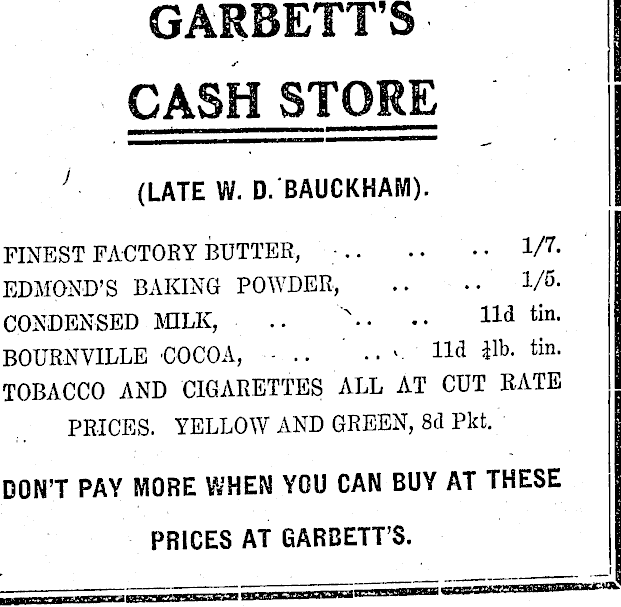 GARBETT'S
CASH STORE
(LATE W. D. BAUCKHAM).
FINEST FACTORY BUTTER, .. .. .. 1/7.
EDMOND'S BAKING POWDER, .. .. 1/5.
CONDENSED MILK, .. .. .. 11d tin.
BOURNVILLE COCOA, .. .. 11d ½lb. tin.
TOBACCO AND CIGARETTES ALL AT CUT RATE
PRICES. YELLOW AND GREEN, 8d Pkt.
DON'T PAY MORE WHEN YOU CAN BUY AT THESE
PRICES AT GARBETT'S.